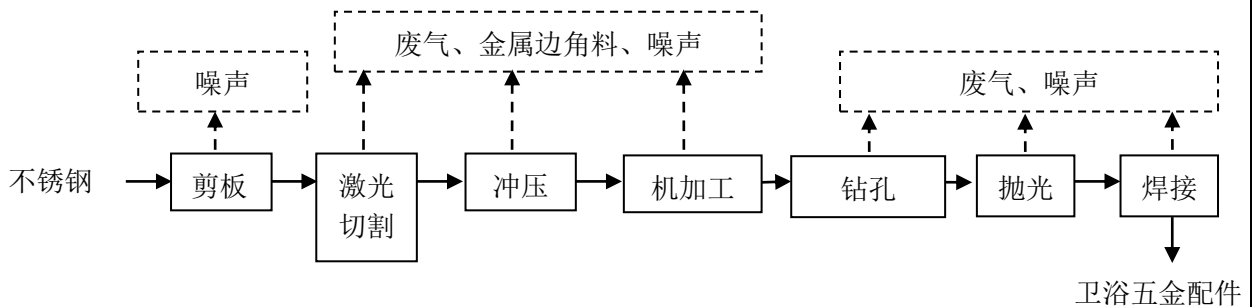 废气、金属边角料、噪声
噪声
废气、噪声
不锈钢
剪板
激光
切割
冲压
机加工
钻孔
抛光
焊接
卫浴五金配件